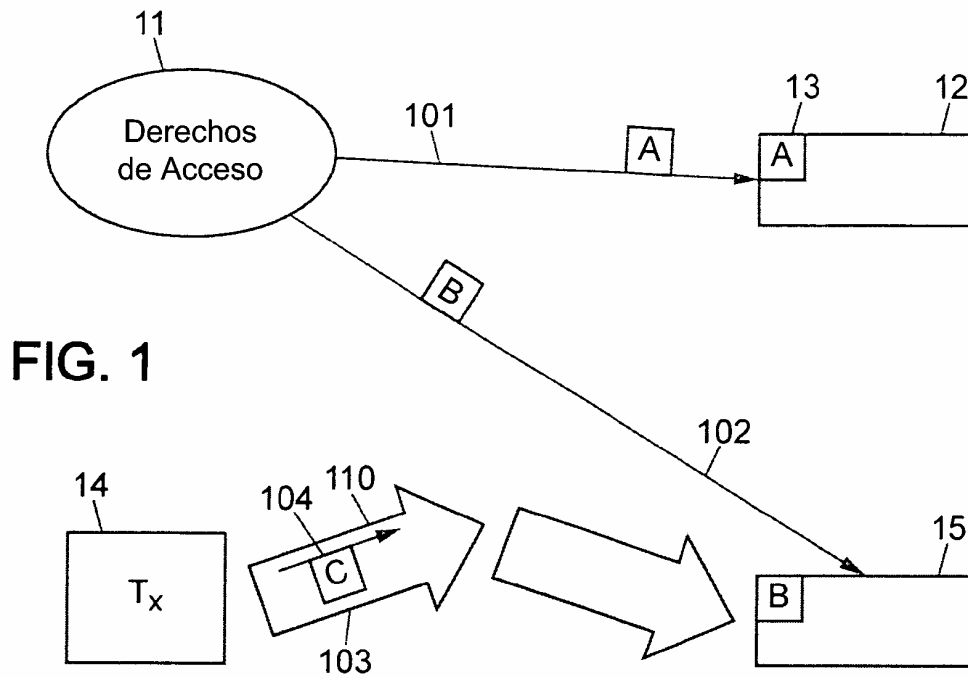 11
13
12
101
A
A
Derechos
de Acceso
B
FIG. 1
102
14
104
110
15
C
Tx
B
103